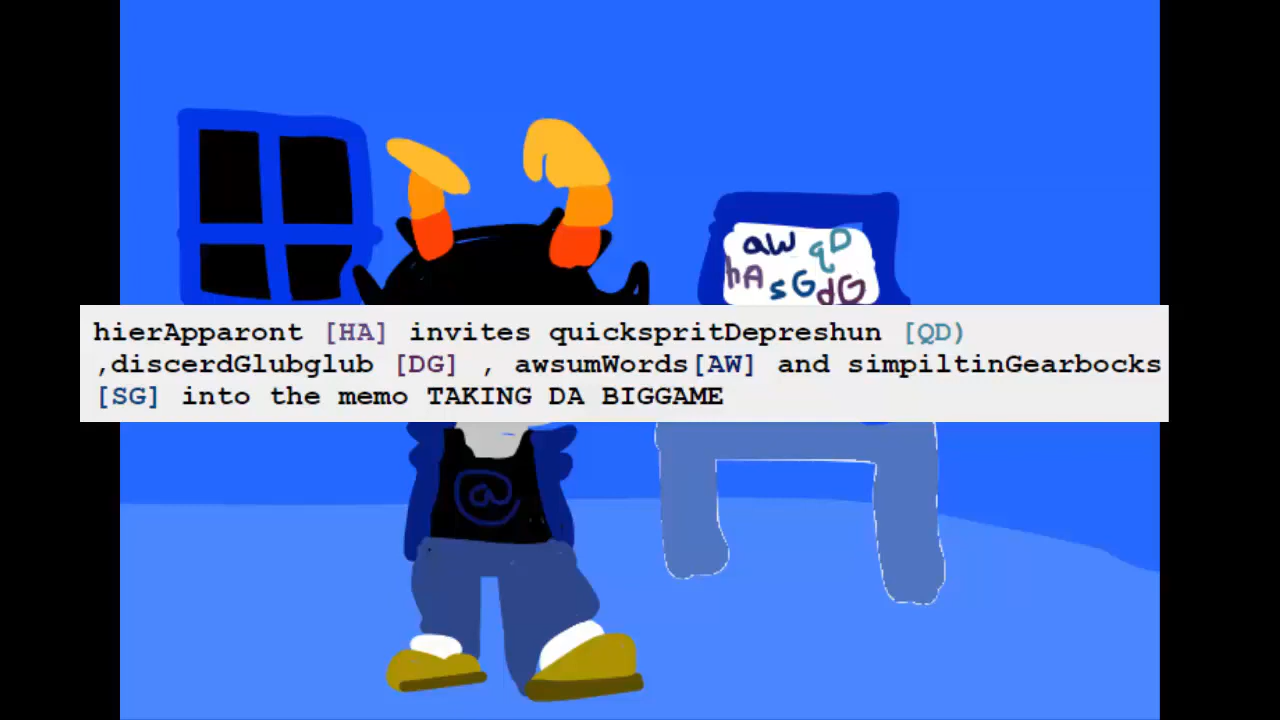 aw qD
hA sG dG
hierApparont [HA] invites quickspritDepreshun [QD)
,discerdGlubglub [DG] , awsumWords[AW] and simpiltinGearbocks
[SG] into the memo TAKING DA BIGGAME
@